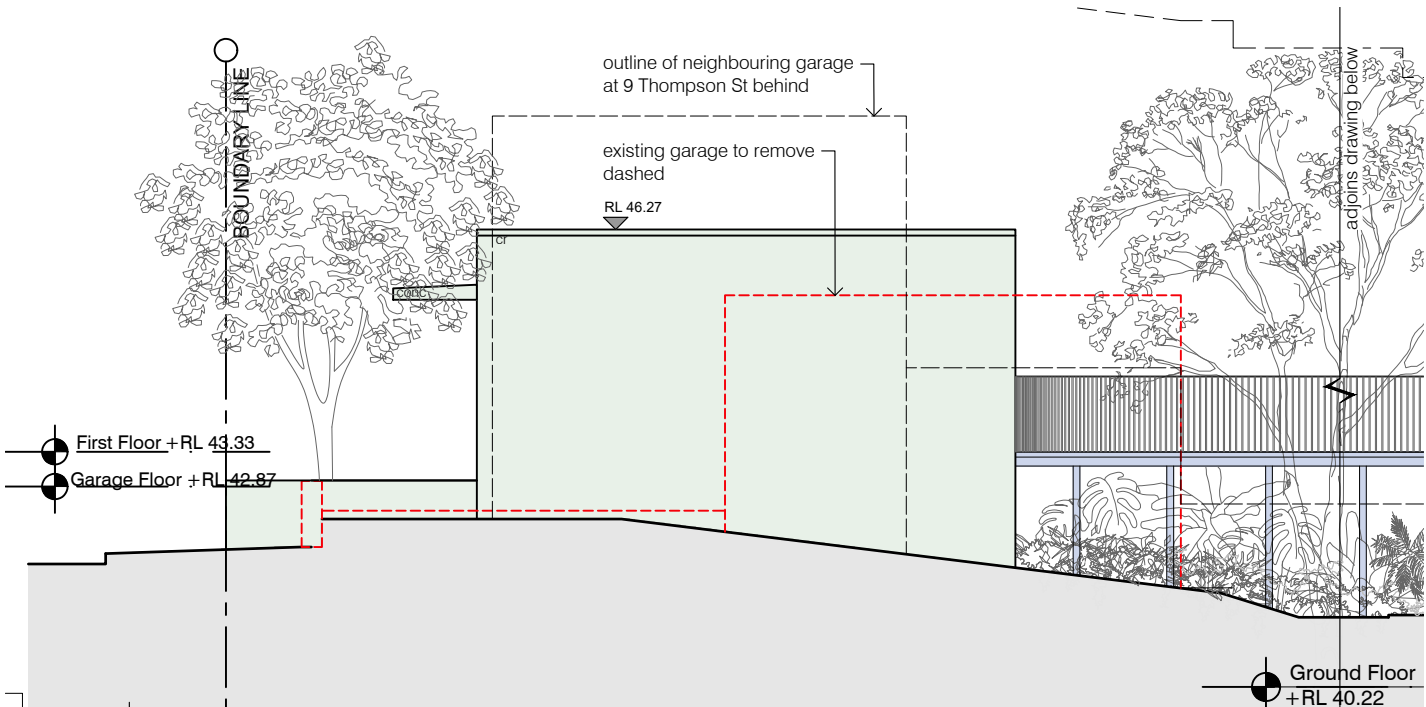 outline of neighbouring garage
at 9 Thompson St behind
BOUNDARY LINE
adjoins drawing below
existing garage to remove
dashed
RL 46.27
cr
conc
First Floor +RL 43.33
Garage Floor +RL 42.87
Ground Floor
+RL 40.22